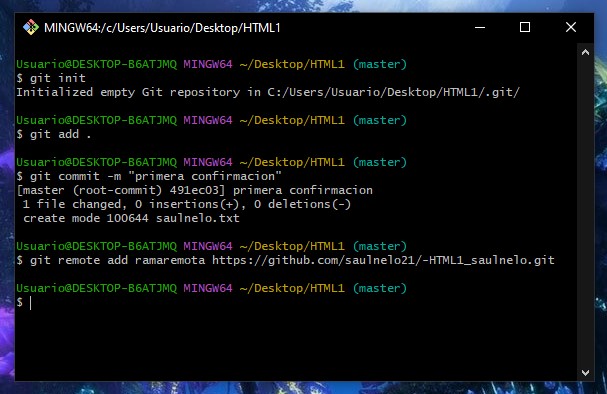 MINGW64:/c/Users/Usuario/Desktop/HTML1
Usuario@DESKTOP-B6ATJMQ MINGW64 ~/Desktop/HTML1 (master)
$ git init
Initialized empty Git repository in C:/Users/Usuario/Desktop/HTML1/.git/
Usuario@DESKTOP-B6ATJMQ MINGW64 ~/Desktop/HTML1 (master)
$ git add .
Usuario@DESKTOP-B6ATJMQ MINGW64 ~/Desktop/HTML1 (master)
$ git commit -m "primera confirmacion"
[master (root-commit) 491ec03] primera confirmacion
 1 file changed, 0 insertions(+), 0 deletions(-)
 create mode 100644 saulnelo.txt
Usuario@DESKTOP-B6ATJMQ MINGW64 ~/Desktop/HTML1 (master)
$ git remote add ramaremota https://github.com/saulnelo21/-HTML1_saulnelo.git
Usuario@DESKTOP-B6ATJMQ MINGW64 ~/Desktop/HTML1 (master)
$